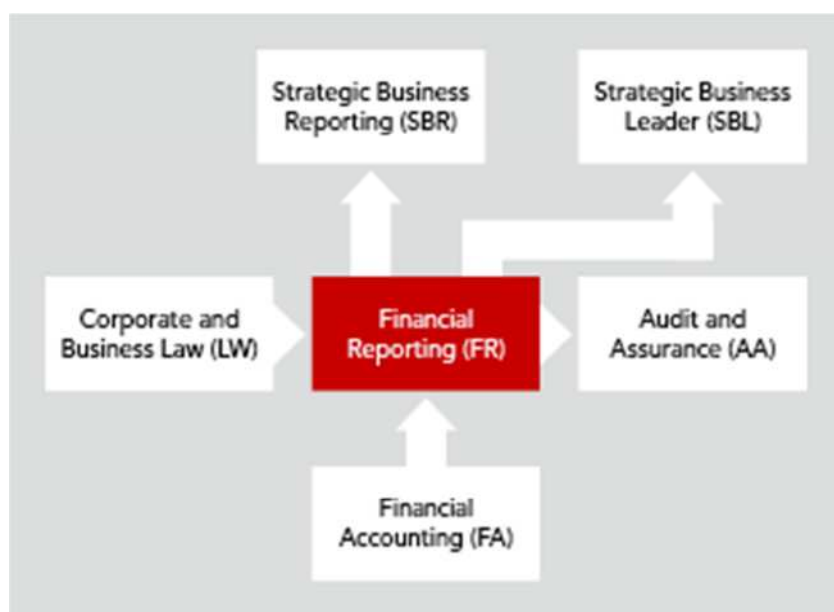 Strategic Business
Reporting (SBR)
Strategic Business
Leader (SBL)
Corporate and
Business Law (LW)
Financial
Reporting (FR)
Audit and
Assurance (AA)
Financial
Accounting (FA)